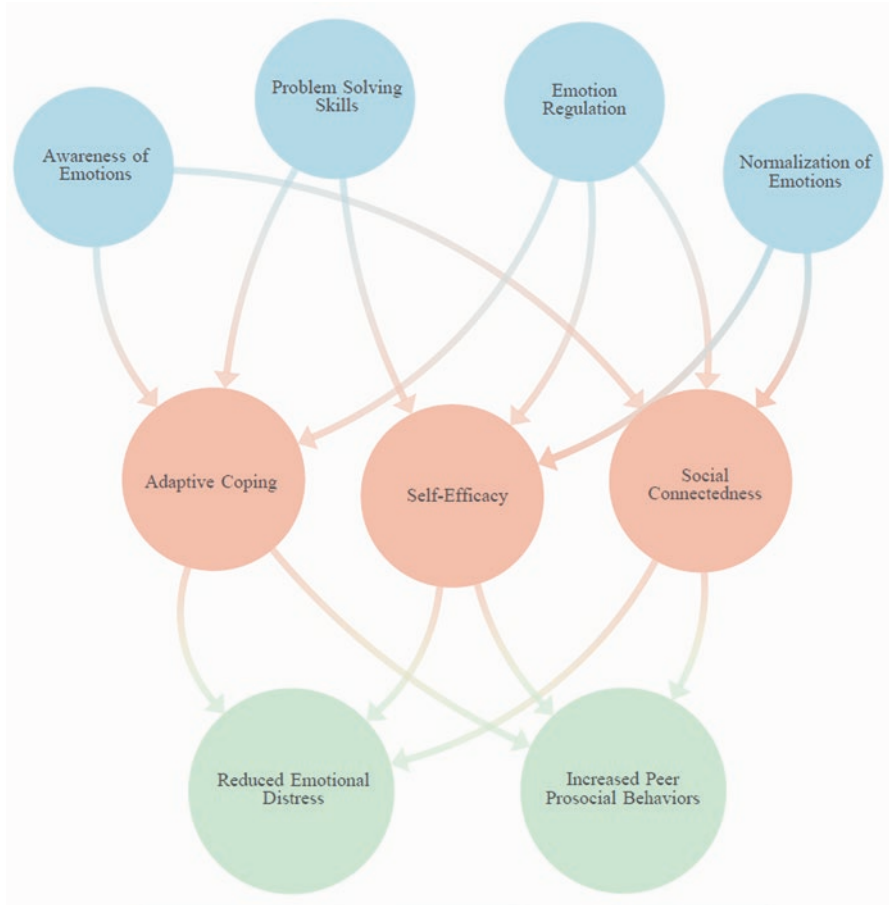 Problem Solving
Skills
Emotion
Regulation
Awareness of
Emotions
Normalization of
Emotions
Adaptive Coping
Self-Efficacy
Social
Connectedness
Reduced Emotional
Distress
Increased Peer
Prosocial Behaviors